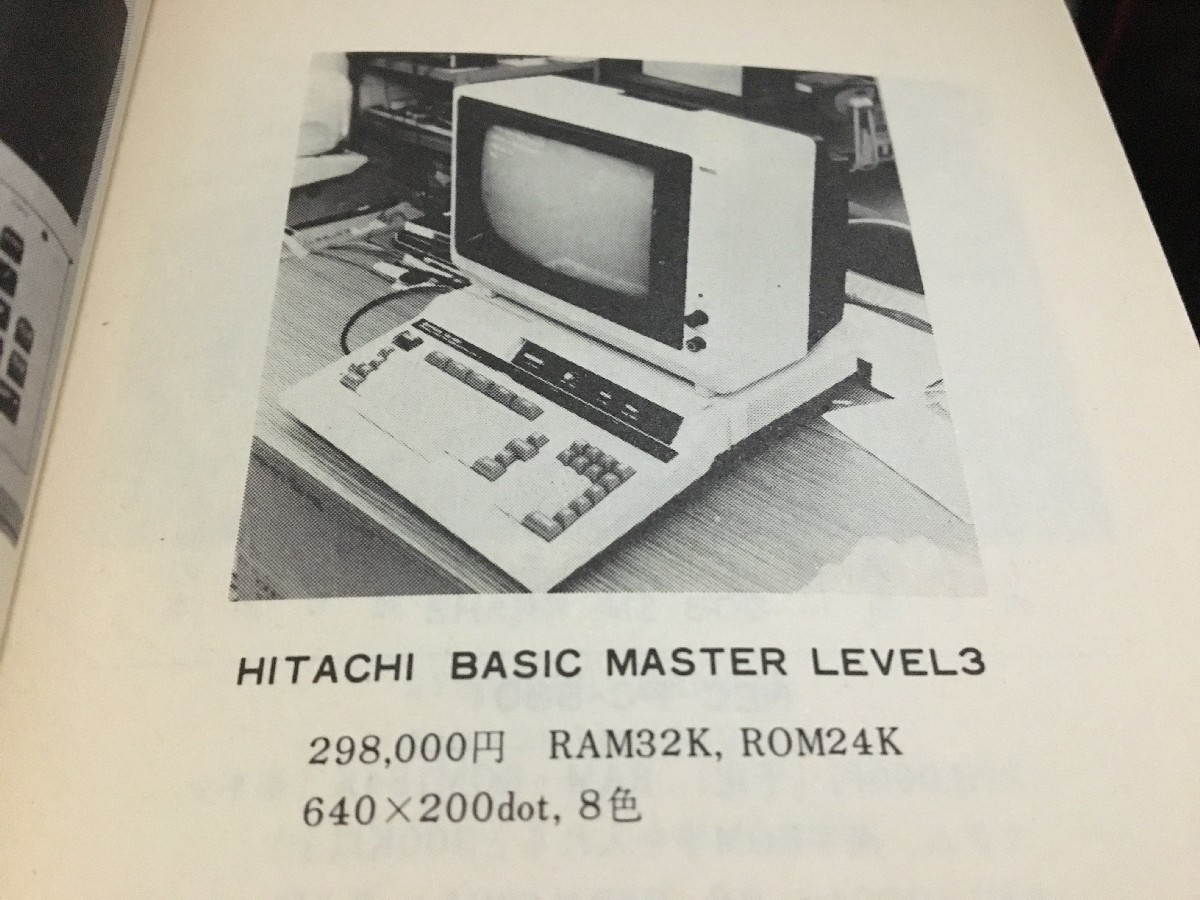 HITACHI BASIC MASTER LEVEL3
298,000円 RAM32K, ROM24K
640×200dot, 8色